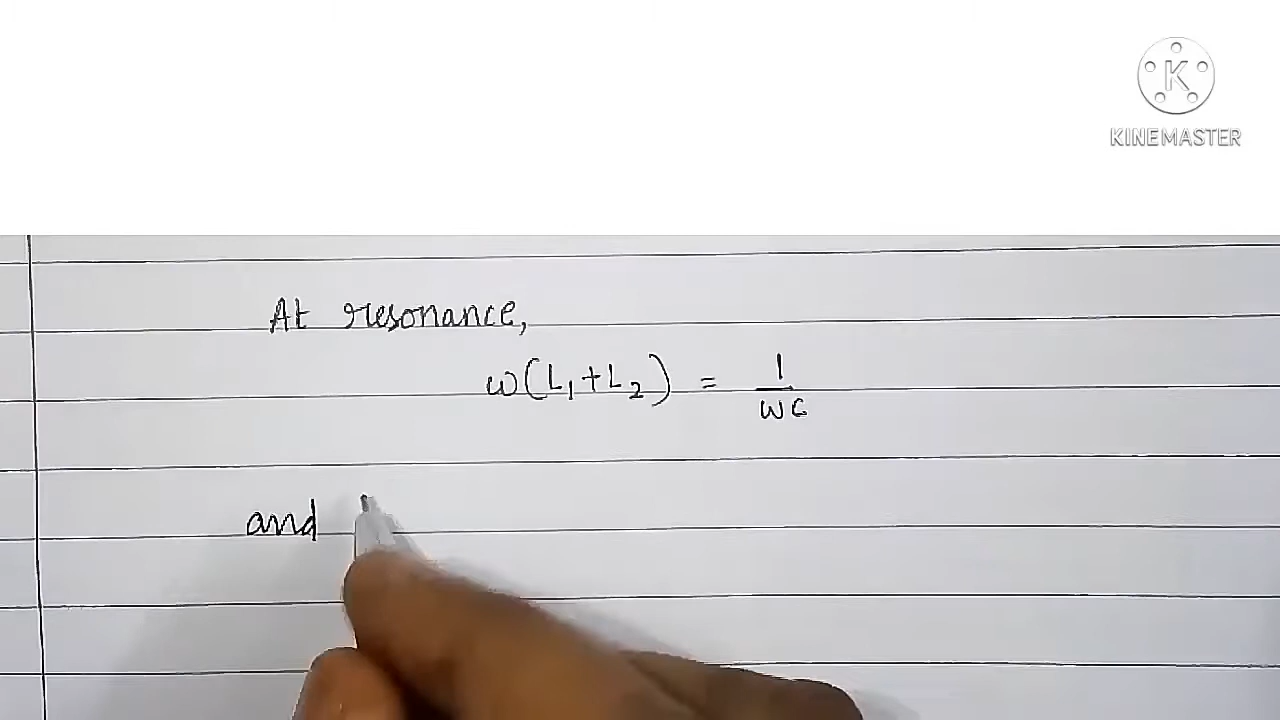 KINEMASTER
At resonance,
ω(L₁+L₂) = 1/ωC
and